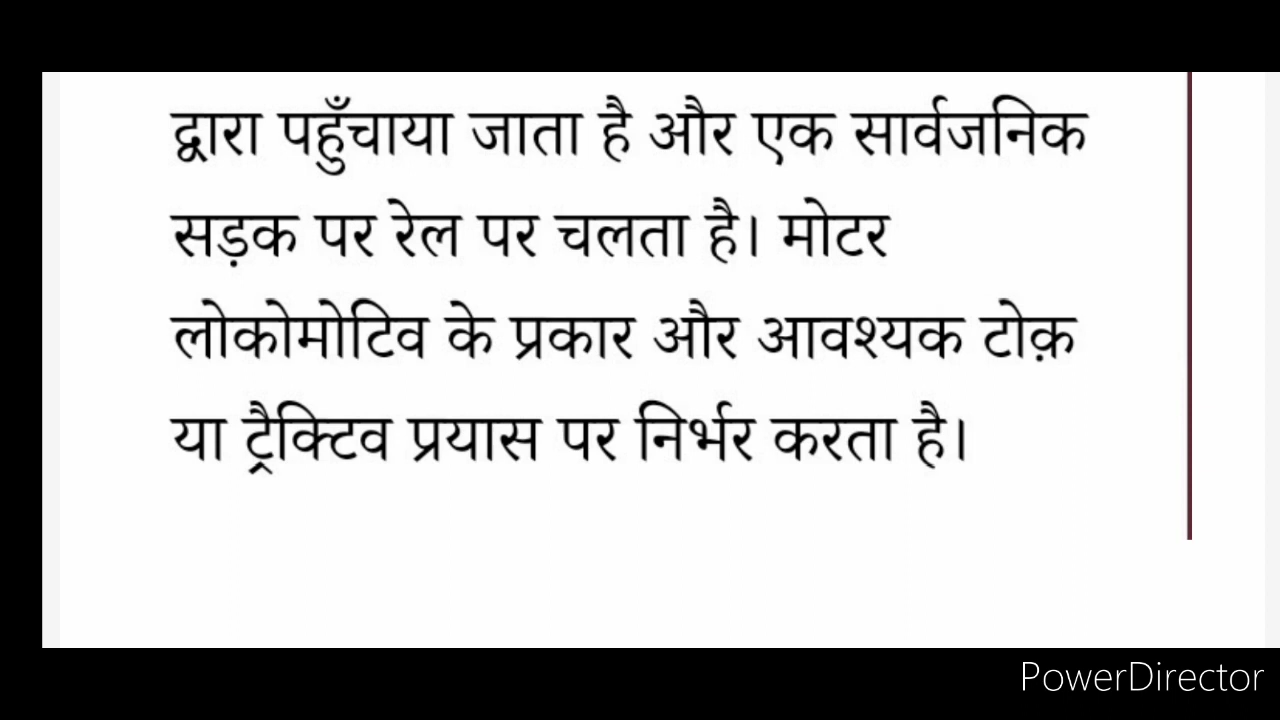 द्वारा पहुँचाया जाता है और एक सार्वजनिक
सड़क पर रेल पर चलता है। मोटर
लोकोमोटिव के प्रकार और आवश्यक टोक़
या ट्रैक्टिव प्रयास पर निर्भर करता है।
PowerDirector